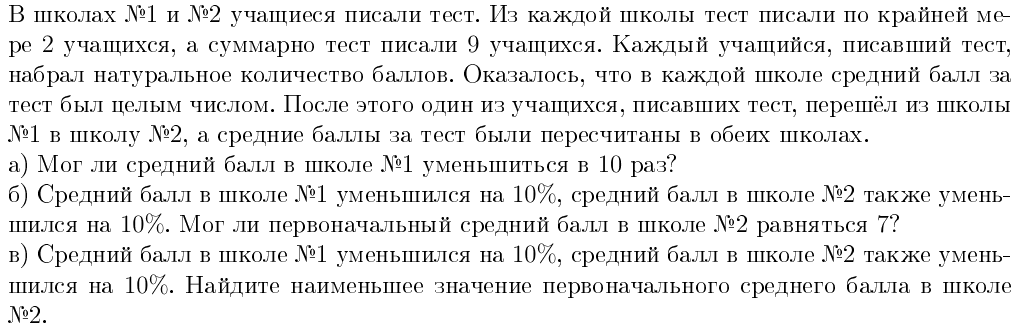 В школах №1 и №2 учащиеся писали тест. Из каждой школы тест писали по крайней ме-
ре 2 учащихся, а суммарно тест писали 9 учащихся. Каждый учащийся, писавший тест,
набрал натуральное количество баллов. Оказалось, что в каждой школе средний балл за
тест был целым числом. После этого один из учащихся, писавших тест, перешёл из школы
№1 в школу №2, а средние баллы за тест были пересчитаны в обеих школах.
а) Мог ли средний балл в школе №1 уменьшиться в 10 раз?
б) Средний балл в школе №1 уменьшился на 10%, средний балл в школе №2 также умень-
шился на 10%. Мог ли первоначальный средний балл в школе №2 равняться 7?
в) Средний балл в школе №1 уменьшился на 10%, средний балл в школе №2 также умень-
шился на 10%. Найдите наименьшее значение первоначального среднего балла в школе
№2.